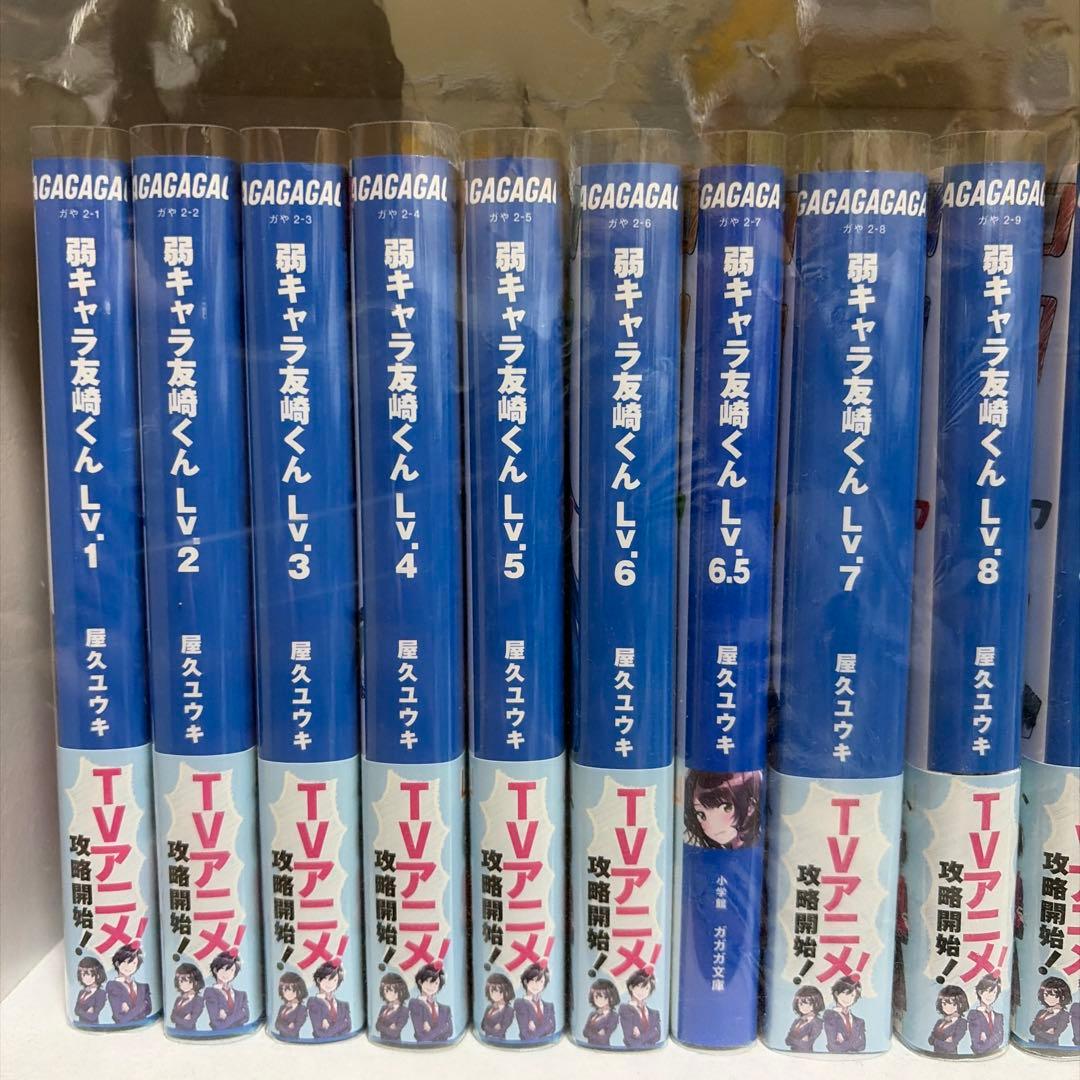 AGAGAGAG
ガや 2-1
弱キャラ友崎くん Lv.1
屋久ユウキ
TVアニメ!
攻略開始!
AGAGAGAG
ガや 2-2
弱キャラ友崎くん Lv.2
屋久ユウキ
TVアニメ!
攻略開始!
AGAGAGAG
ガや 2-3
弱キャラ友崎くん Lv.3
屋久ユウキ
TVアニメ!
攻略開始!
AGAGAGAG
ガや 2-4
弱キャラ友崎くん Lv.4
屋久ユウキ
TVアニメ!
攻略開始!
AGAGAGAG
ガや 2-5
弱キャラ友崎くん Lv.5
屋久ユウキ
TVアニメ!
攻略開始!
AGAGAGAG
ガや 2-6
弱キャラ友崎くん Lv.6
屋久ユウキ
TVアニメ!
攻略開始!
GAGAGA
ガや 2-7
弱キャラ友崎くん Lv.6.5
屋久ユウキ
小学館 ガガガ文庫
GAGAGAGA
ガや 2-8
弱キャラ友崎くん Lv.7
屋久ユウキ
TVアニメ!
攻略開始!
AGAGAGA
ガや 2-9
弱キャラ友崎くん Lv.8
屋久ユウキ
TVアニメ!
攻略開始!
攻略開始!